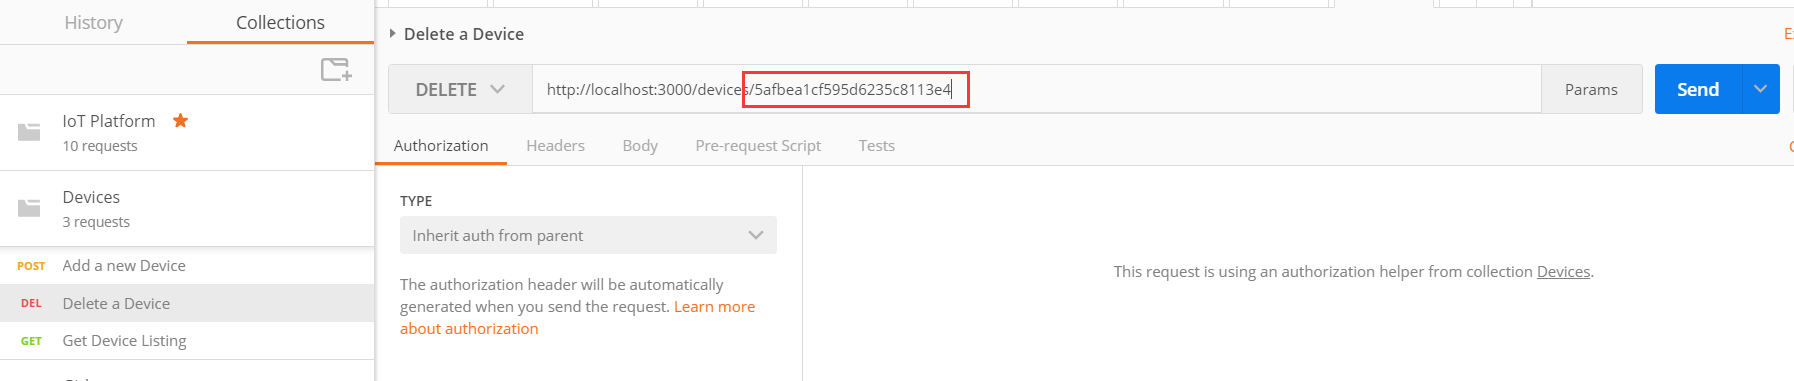 History
Collections
IoT Platform
10 requests
Devices
3 requests
POST Add a new Device
DEL Delete a Device
GET Get Device Listing
Delete a Device
DELETE
http://localhost:3000/devices/5afbea1cf595d6235c8113e4
Params
Send
Authorization
Headers
Body
Pre-request Script
Tests
TYPE
Inherit auth from parent
The authorization header will be automatically
generated when you send the request. Learn more
about authorization
This request is using an authorization helper from collection Devices.